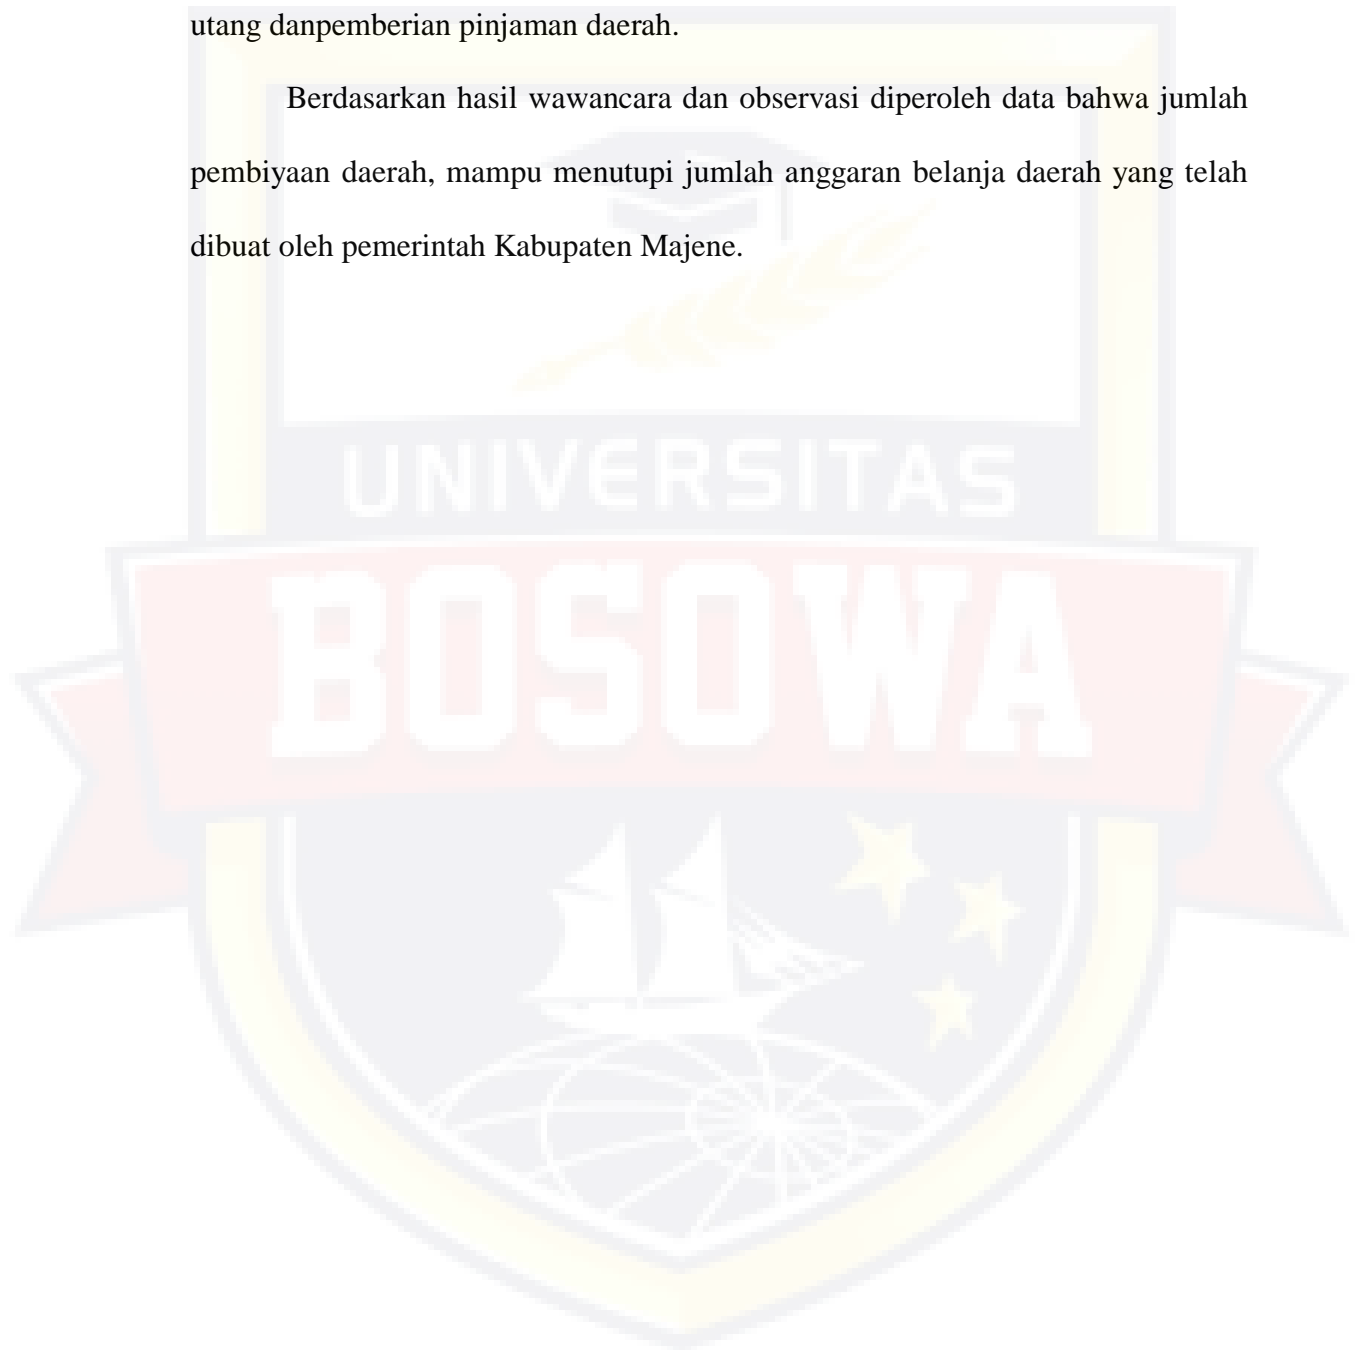 utang danpemberian pinjaman daerah.
Berdasarkan hasil wawancara dan observasi diperoleh data bahwa jumlah
pembiyaan daerah, mampu menutupi jumlah anggaran belanja daerah yang telah
dibuat oleh pemerintah Kabupaten Majene.
UNIVERSITAS
BOSOWA